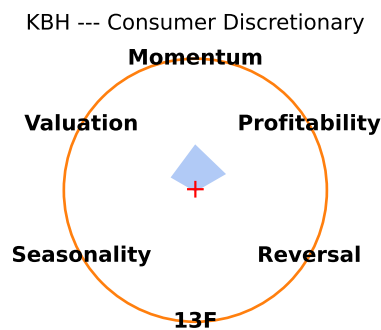 KBH --- Consumer Discretionary
Momentum
Valuation
Profitability
Seasonality
Reversal
13F